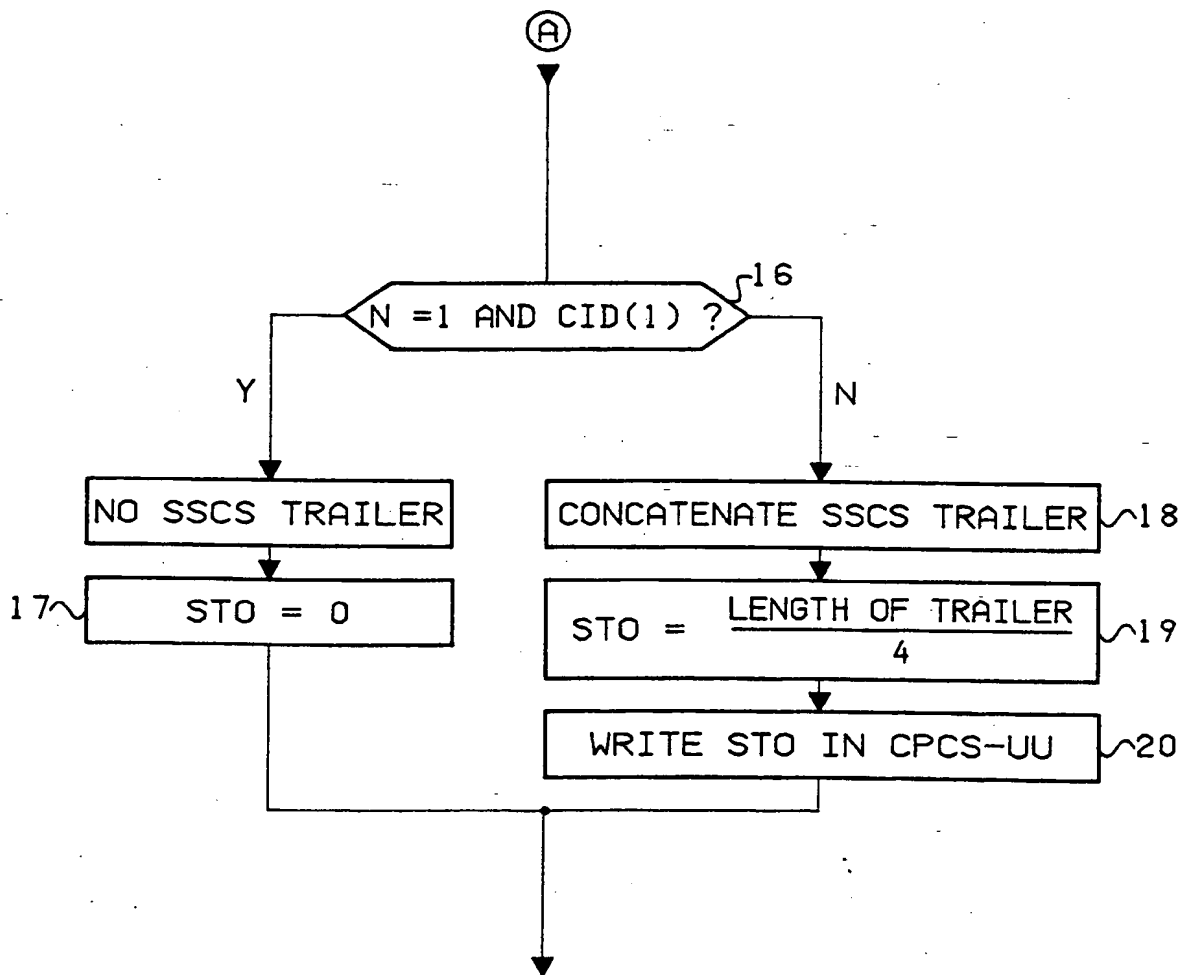 A
N =1 AND CID(1) ?
16
Y
N
NO SSCS TRAILER
CONCATENATE SSCS TRAILER
18
17
STO = 0
STO = LENGTH OF TRAILER
4
19
WRITE STO IN CPCS-UU
20